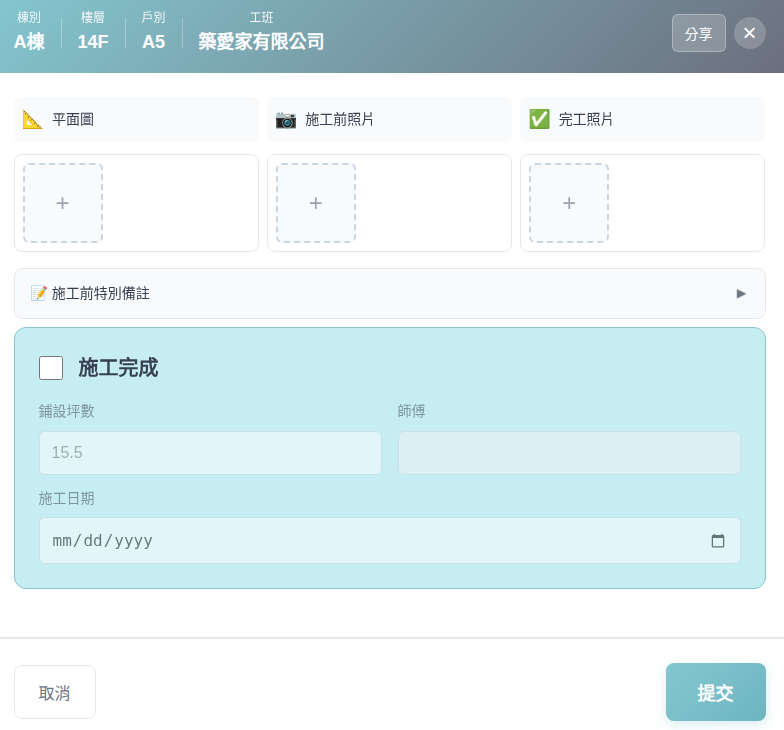 棟別 樓層 戶別 工班
A棟 14F A5 築愛家有限公司
分享 ✕
平面圖 施工前照片 完工照片
+ + +
施工前特別備註 ▶
施工完成
鋪設坪數 師傅
15.5
施工日期
mm/dd/yyyy
取消 提交